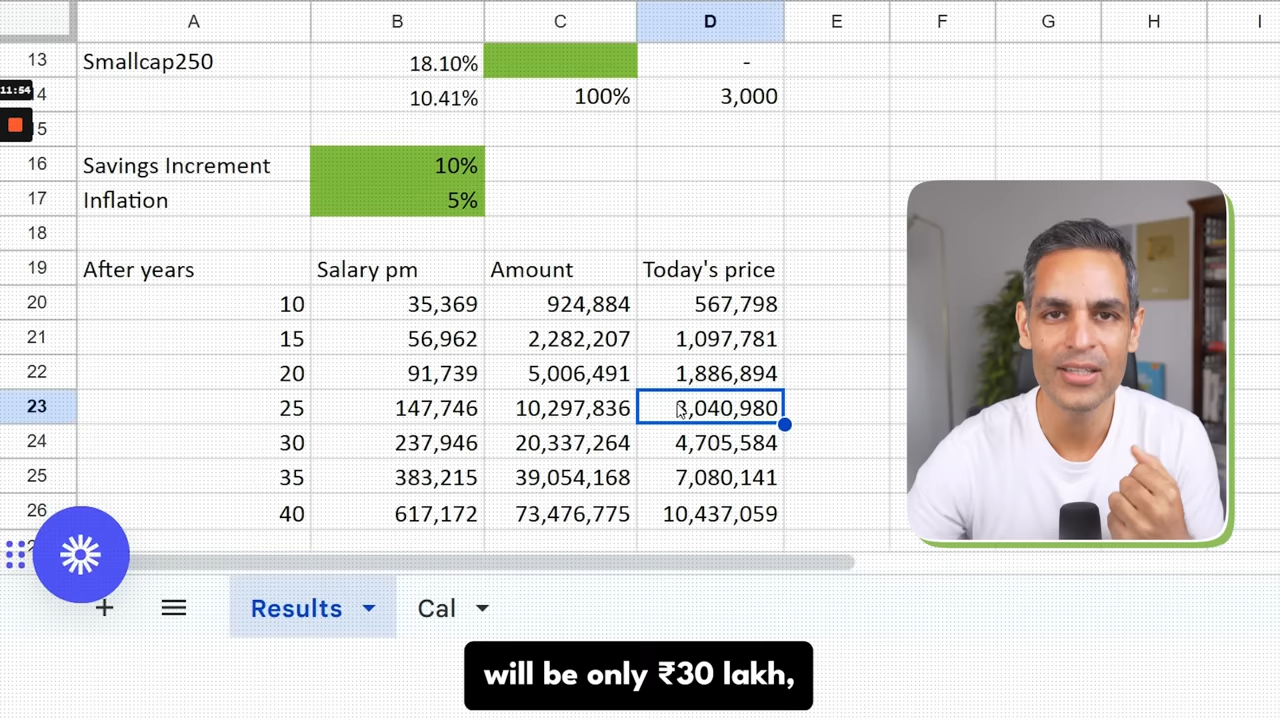 A B C D E F G H I
13 Smallcap250 18.10% -
11:54
4 10.41% 100% 3,000
15
16 Savings Increment 10%
17 Inflation 5%
18
19 After years Salary pm Amount Today's price
20 10 35,369 924,884 567,798
21 15 56,962 2,282,207 1,097,781
22 20 91,739 5,006,491 1,886,894
23 25 147,746 10,297,836 3,040,980
24 30 237,946 20,337,264 4,705,584
25 35 383,215 39,054,168 7,080,141
26 40 617,172 73,476,775 10,437,059
+ Results Cal
will be only ₹30 lakh,